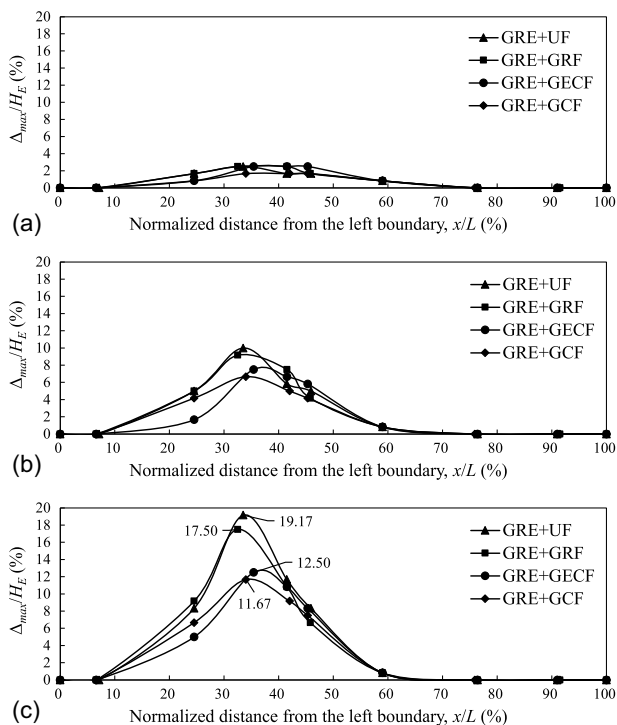 20
18
16
14
12
10
8
6
4
2
0
Δmax/HE (%)
GRE+UF
GRE+GRF
GRE+GECF
GRE+GCF
0 10 20 30 40 50 60 70 80 90 100
(a)
Normalized distance from the left boundary, x/L (%)
20
18
16
14
12
10
8
6
4
2
0
Δmax/HE (%)
GRE+UF
GRE+GRF
GRE+GECF
GRE+GCF
0 10 20 30 40 50 60 70 80 90 100
(b)
Normalized distance from the left boundary, x/L (%)
20
18
16
14
12
10
8
6
4
2
0
Δmax/HE (%)
17.50
19.17
12.50
11.67
GRE+UF
GRE+GRF
GRE+GECF
GRE+GCF
0 10 20 30 40 50 60 70 80 90 100
(c)
Normalized distance from the left boundary, x/L (%)